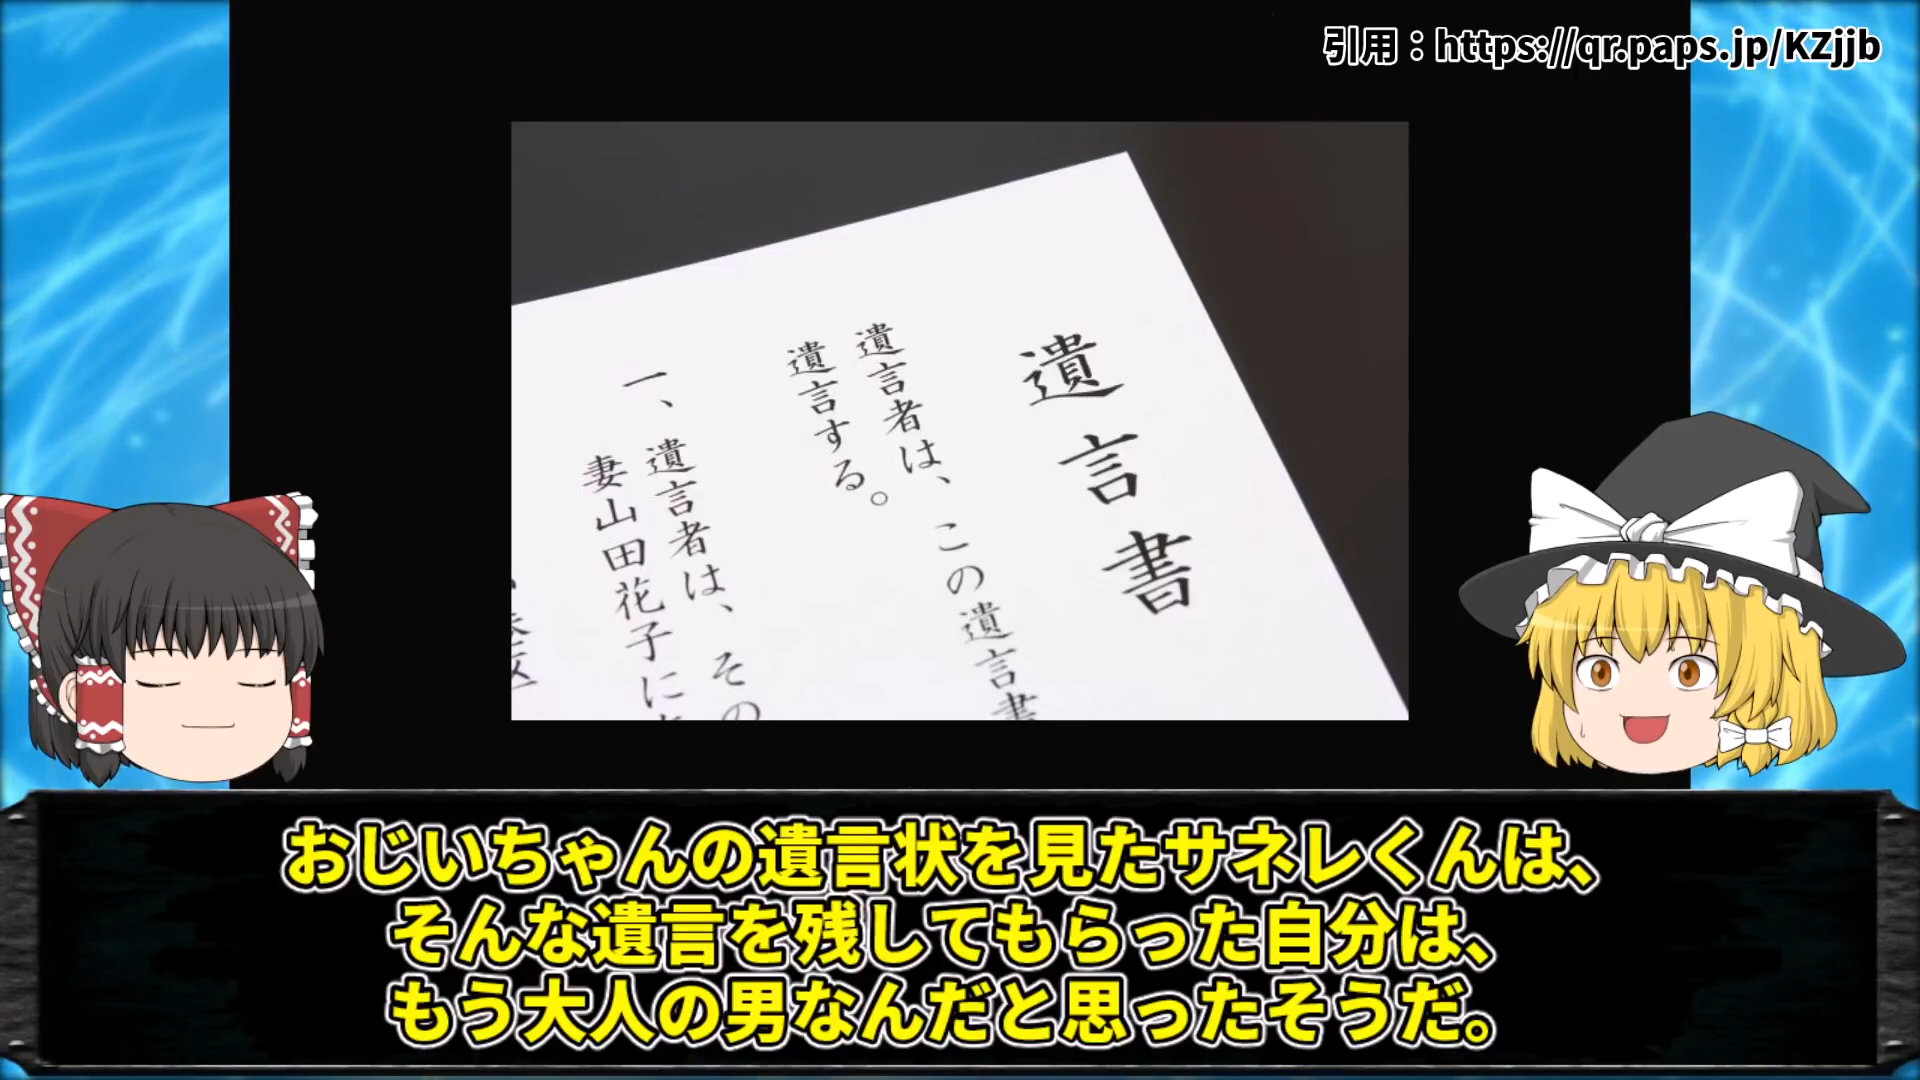 引用：https://qr.paps.jp/KZjjb
遺言書
遺言者は、この遺言書
遺言する。
一、遺言者は、その
妻山田花子に
おじいちゃんの遺言状を見たサネレくんは、
そんな遺言を残してもらった自分は、
もう大人の男なんだと思ったそうだ。